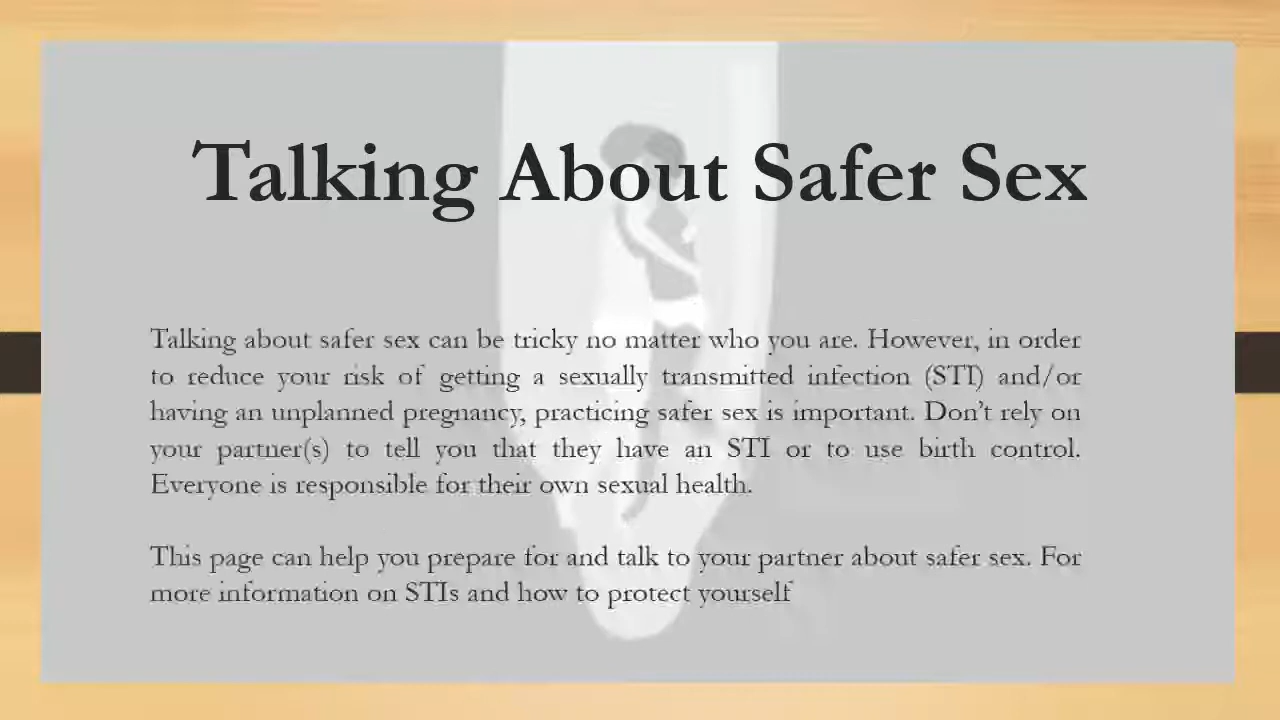 Talking About Safer Sex
Talking about safer sex can be tricky no matter who you are. However, in order
to reduce your risk of getting a sexually transmitted infection (STI) and/or
having an unplanned pregnancy, practicing safer sex is important. Don’t rely on
your partner(s) to tell you that they have an STI or to use birth control.
Everyone is responsible for their own sexual health.
This page can help you prepare for and talk to your partner about safer sex. For
more information on STIs and how to protect yourself